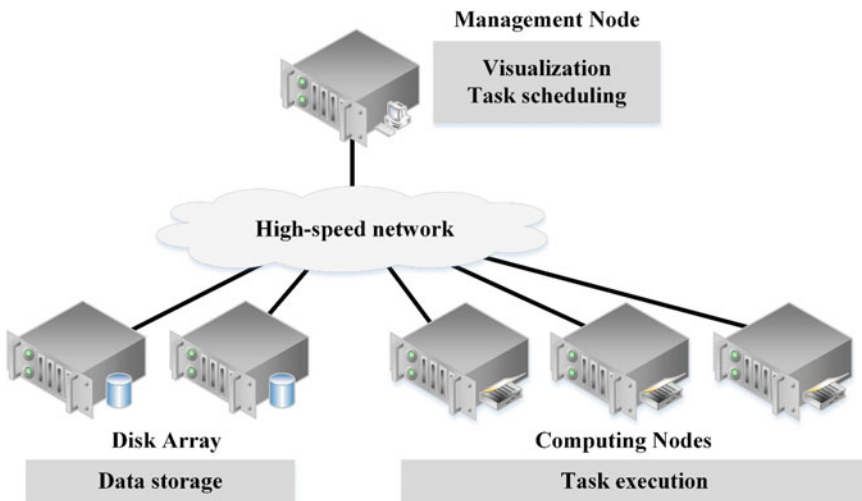 Management Node
Visualization
Task scheduling
High-speed network
Disk Array
Data storage
Computing Nodes
Task execution